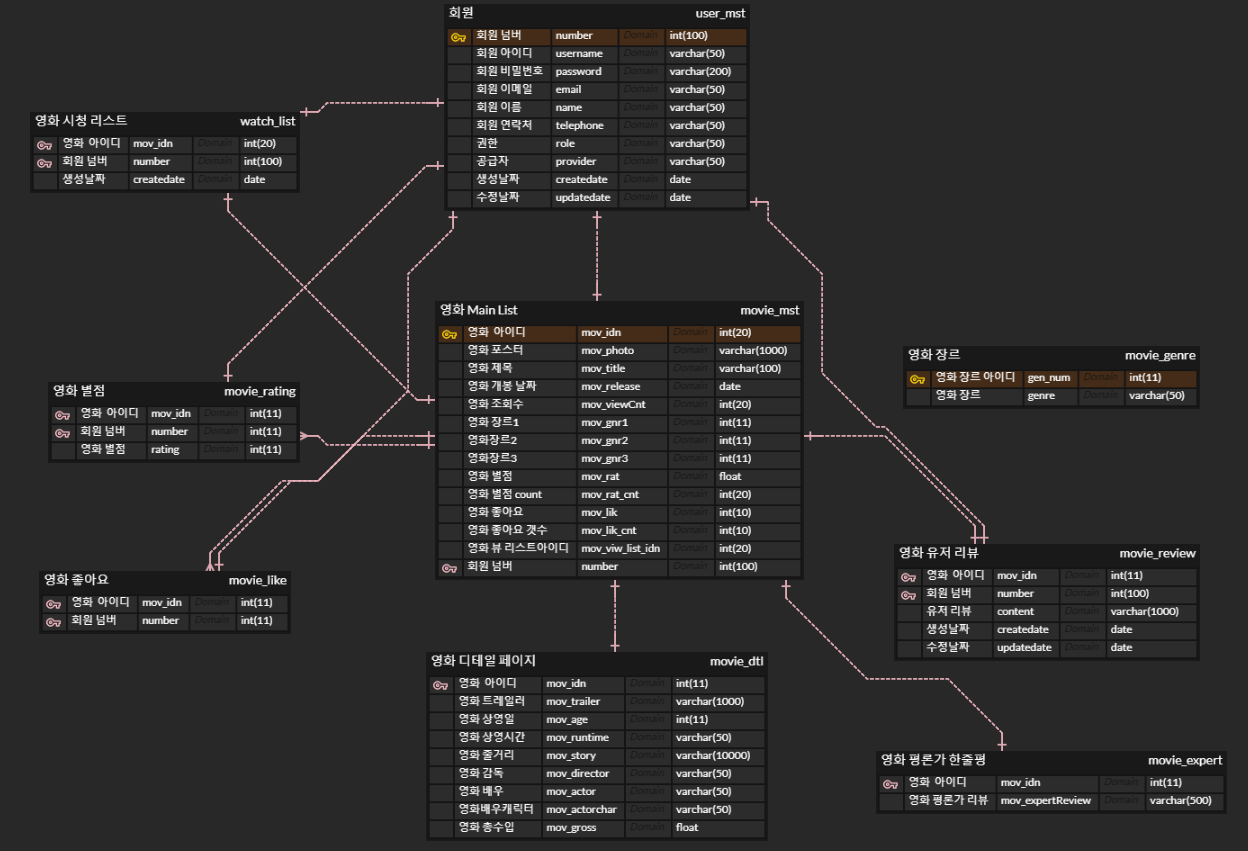 회원 user_mst
회원 넘버 number Domain int(100)
회원 아이디 username Domain varchar(50)
회원 비밀번호 password Domain varchar(200)
회원 이메일 email Domain varchar(50)
회원 이름 name Domain varchar(50)
회원 연락처 telephone Domain varchar(50)
권한 role Domain varchar(50)
공급자 provider Domain varchar(50)
생성날짜 createdate Domain date
수정날짜 updatedate Domain date
영화 시청 리스트 watch_list
영화 아이디 mov_idn Domain int(20)
회원 넘버 number Domain int(100)
생성날짜 createdate Domain date
영화 Main List movie_mst
영화 아이디 mov_idn Domain int(20)
영화 포스터 mov_photo Domain varchar(1000)
영화 제목 mov_title Domain varchar(100)
영화 개봉 날짜 mov_release Domain date
영화 조회수 mov_viewCnt Domain int(20)
영화 장르1 mov_gnr1 Domain int(11)
영화장르2 mov_gnr2 Domain int(11)
영화장르3 mov_gnr3 Domain int(11)
영화 별점 mov_rat Domain float
영화 별점 count mov_rat_cnt Domain int(20)
영화 좋아요 mov_lik Domain int(10)
영화 좋아요 갯수 mov_lik_cnt Domain int(10)
영화 뷰 리스트아이디 mov_viw_list_idn Domain int(20)
회원 넘버 number Domain int(100)
영화 장르 movie_genre
영화 장르 아이디 gen_num Domain int(11)
영화 장르 genre Domain varchar(50)
영화 별점 movie_rating
영화 아이디 mov_idn Domain int(11)
회원 넘버 number Domain int(11)
영화 별점 rating Domain int(11)
영화 좋아요 movie_like
영화 아이디 mov_idn Domain int(11)
회원 넘버 number Domain int(11)
영화 유저 리뷰 movie_review
영화 아이디 mov_idn Domain int(11)
회원 넘버 number Domain int(100)
유저 리뷰 content Domain varchar(1000)
생성날짜 createdate Domain date
수정날짜 updatedate Domain date
영화 디테일 페이지 movie_dtl
영화 아이디 mov_idn Domain int(11)
영화 트레일러 mov_trailer Domain varchar(1000)
영화 상영일 mov_age Domain int(11)
영화 상영시간 mov_runtime Domain varchar(50)
영화 줄거리 mov_story Domain varchar(10000)
영화 감독 mov_director Domain varchar(50)
영화 배우 mov_actor Domain varchar(50)
영화배우캐릭터 mov_actorchar Domain varchar(50)
영화 총수입 mov_gross Domain float
영화 평론가 한줄평 movie_expert
영화 아이디 mov_idn Domain int(11)
영화 평론가 리뷰 mov_expertReview Domain varchar(500)